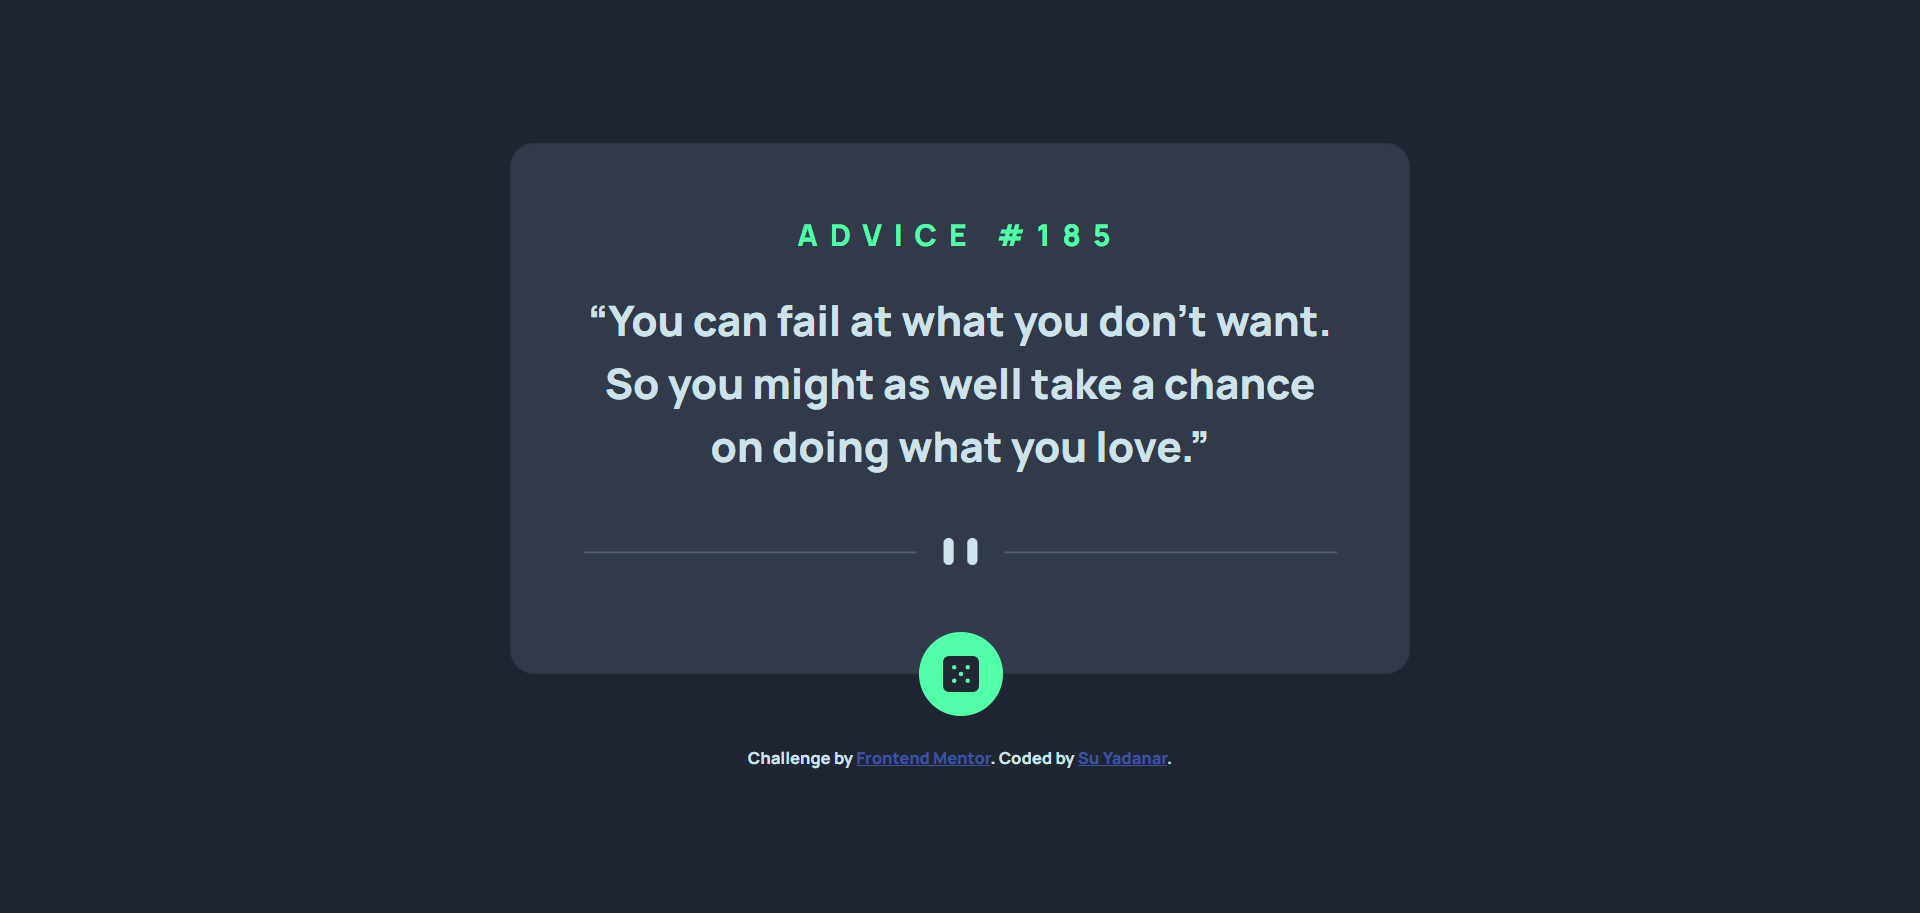 ADVICE #185
“You can fail at what you don’t want.
So you might as well take a chance
on doing what you love.”
Challenge by Frontend Mentor. Coded by Su Yadanar.